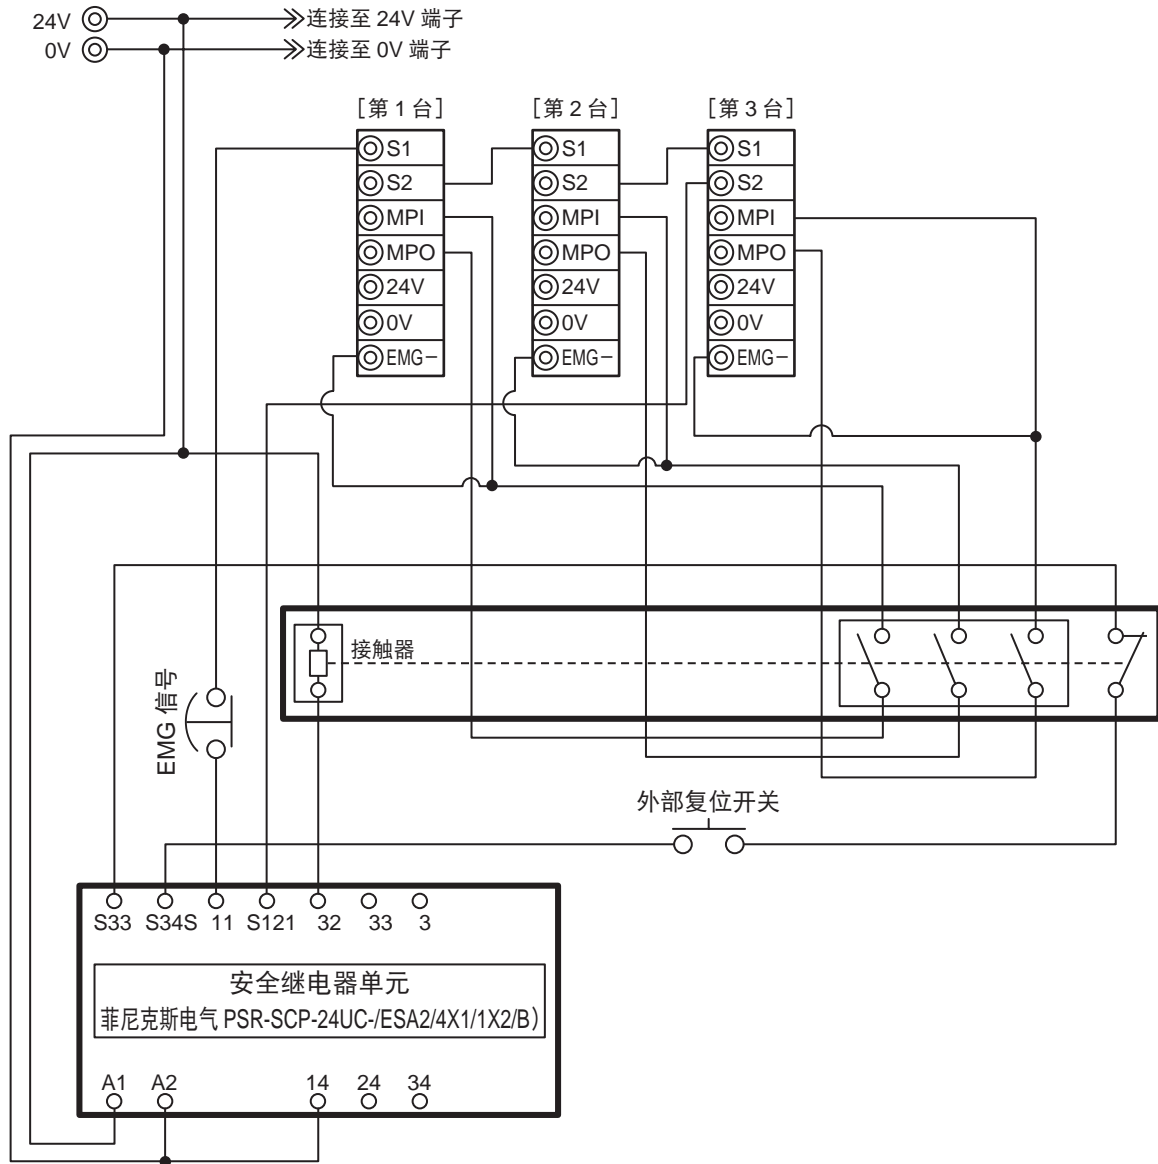 24V
连接至 24V 端子
0V
连接至 0V 端子
［第 1 台］
［第 2 台］
［第 3 台］
S1
S2
MPI
MPO
24V
0V
EMG−
S1
S2
MPI
MPO
24V
0V
EMG−
S1
S2
MPI
MPO
24V
0V
EMG−
接触器
EMG 信号
外部复位开关
S33 S34S 11 S121 32 33 3
安全继电器单元
菲尼克斯电气 PSR-SCP-24UC-/ESA2/4X1/1X2/B）
A1 A2 14 24 34